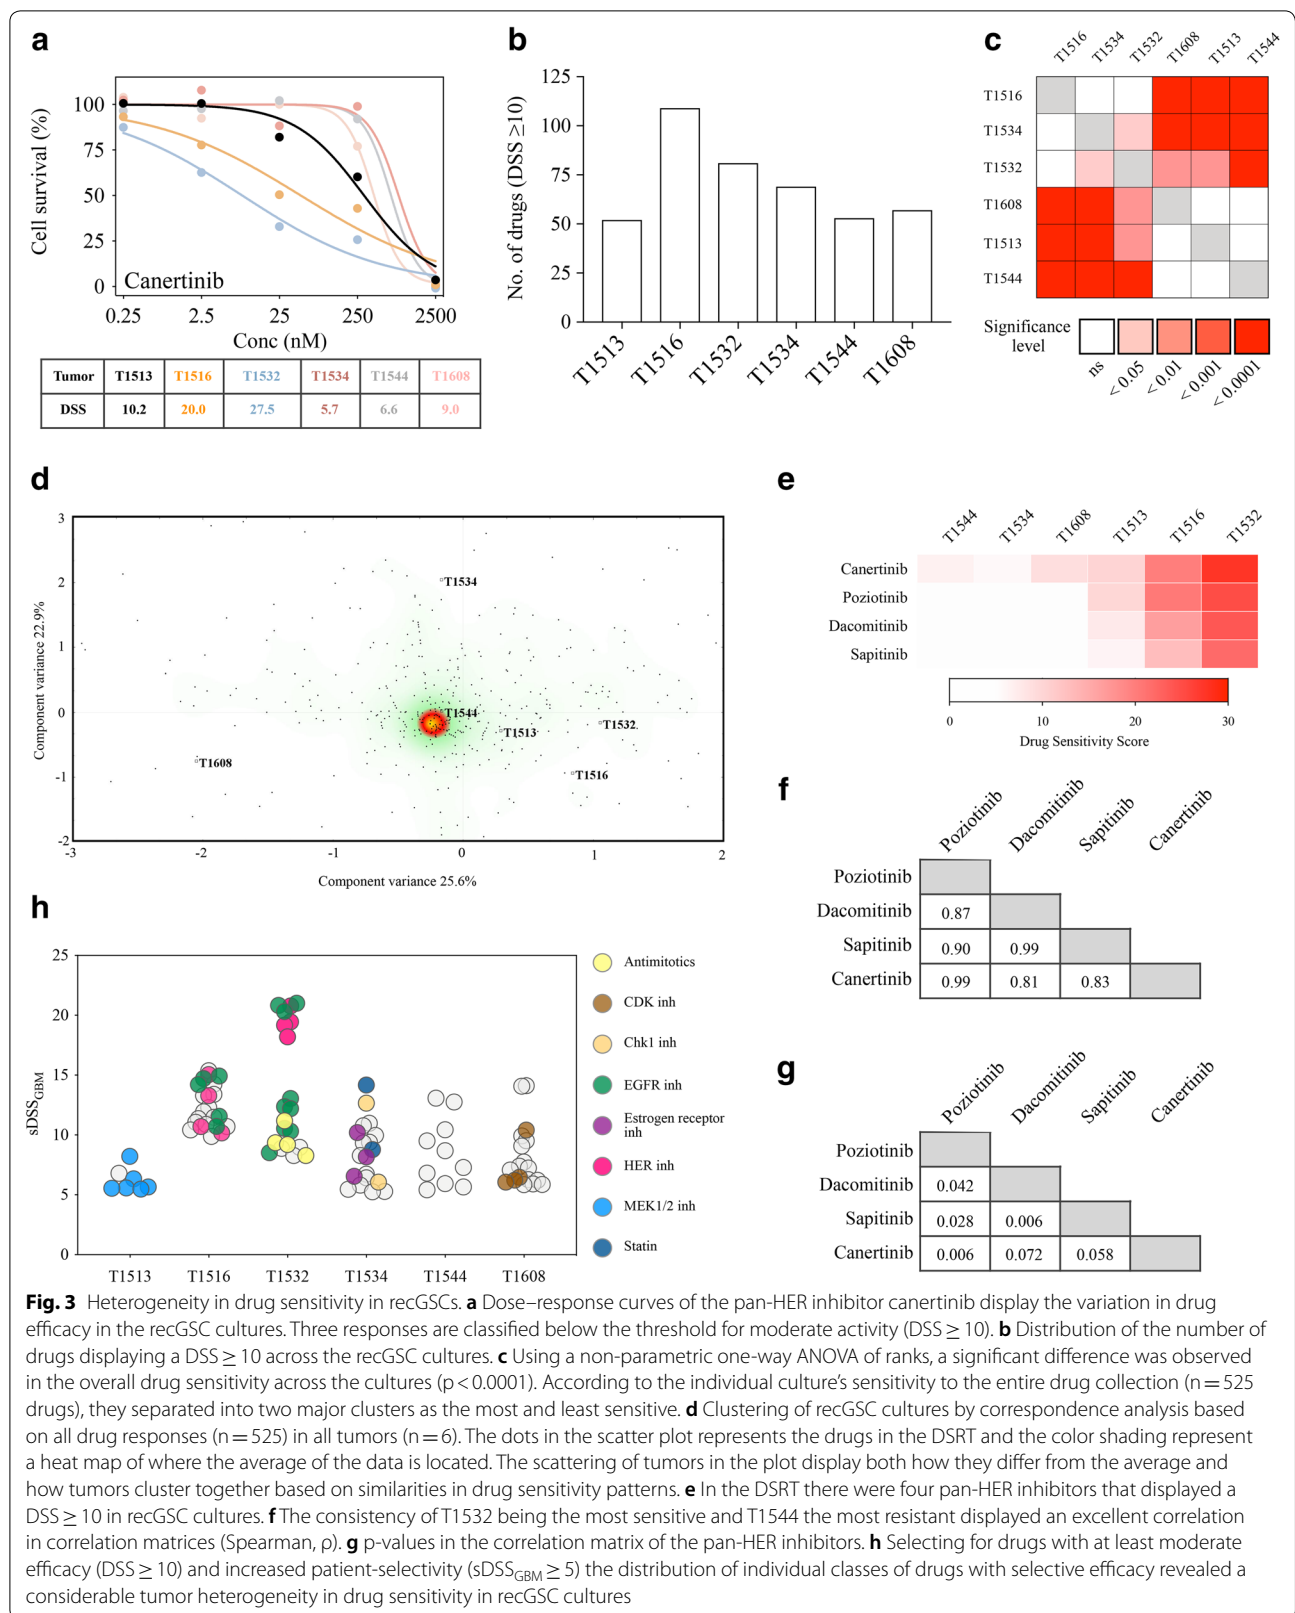 a
100
75
50
25
0
Cell survival (%)
Canertinib
0.25 2.5 25 250 2500
Conc (nM)
Tumor T1513 T1516 T1532 T1534 T1544 T1608
DSS 10.2 20.0 27.5 5.7 6.6 9.0
b
125
100
75
50
25
0
No. of drugs (DSS ≥10)
T1513 T1516 T1532 T1534 T1544 T1608
c
T1516 T1534 T1532 T1608 T1513 T1544
T1516
T1534
T1532
T1608
T1513
T1544
Significance
level
ns < 0.05 < 0.01 < 0.001 < 0.0001
d
3
2
1
0
-1
-2
Component variance 22.9%
T1534
T1544
T1532
T1513
T1608
T1516
-3 -2 -1 0 1 2
Component variance 25.6%
e
T1544 T1534 T1608 T1513 T1516 T1532
Canertinib
Poziotinib
Dacomitinib
Sapitinib
0 10 20 30
Drug Sensitivity Score
f
Poziotinib Dacomitinib Sapitinib Canertinib
Poziotinib
Dacomitinib 0.87
Sapitinib 0.90 0.99
Canertinib 0.99 0.81 0.83
g
Poziotinib Dacomitinib Sapitinib Canertinib
Poziotinib
Dacomitinib 0.042
Sapitinib 0.028 0.006
Canertinib 0.006 0.072 0.058
h
25
20
15
10
5
0
sDSSGBM
T1513 T1516 T1532 T1534 T1544 T1608
Antimitotics
CDK inh
Chk1 inh
EGFR inh
Estrogen receptor
inh
HER inh
MEK1/2 inh
Statin
Fig. 3 Heterogeneity in drug sensitivity in recGSCs. a Dose–response curves of the pan-HER inhibitor canertinib display the variation in drug
efficacy in the recGSC cultures. Three responses are classified below the threshold for moderate activity (DSS ≥ 10). b Distribution of the number of
drugs displaying a DSS ≥ 10 across the recGSC cultures. c Using a non-parametric one-way ANOVA of ranks, a significant difference was observed
in the overall drug sensitivity across the cultures (p < 0.0001). According to the individual culture's sensitivity to the entire drug collection (n = 525
drugs), they separated into two major clusters as the most and least sensitive. d Clustering of recGSC cultures by correspondence analysis based
on all drug responses (n = 525) in all tumors (n = 6). The dots in the scatter plot represents the drugs in the DSRT and the color shading represent
a heat map of where the average of the data is located. The scattering of tumors in the plot display both how they differ from the average and
how tumors cluster together based on similarities in drug sensitivity patterns. e In the DSRT there were four pan-HER inhibitors that displayed a
DSS ≥ 10 in recGSC cultures. f The consistency of T1532 being the most sensitive and T1544 the most resistant displayed an excellent correlation
in correlation matrices (Spearman, ρ). g p-values in the correlation matrix of the pan-HER inhibitors. h Selecting for drugs with at least moderate
efficacy (DSS ≥ 10) and increased patient-selectivity (sDSSGBM ≥ 5) the distribution of individual classes of drugs with selective efficacy revealed a
considerable tumor heterogeneity in drug sensitivity in recGSC cultures